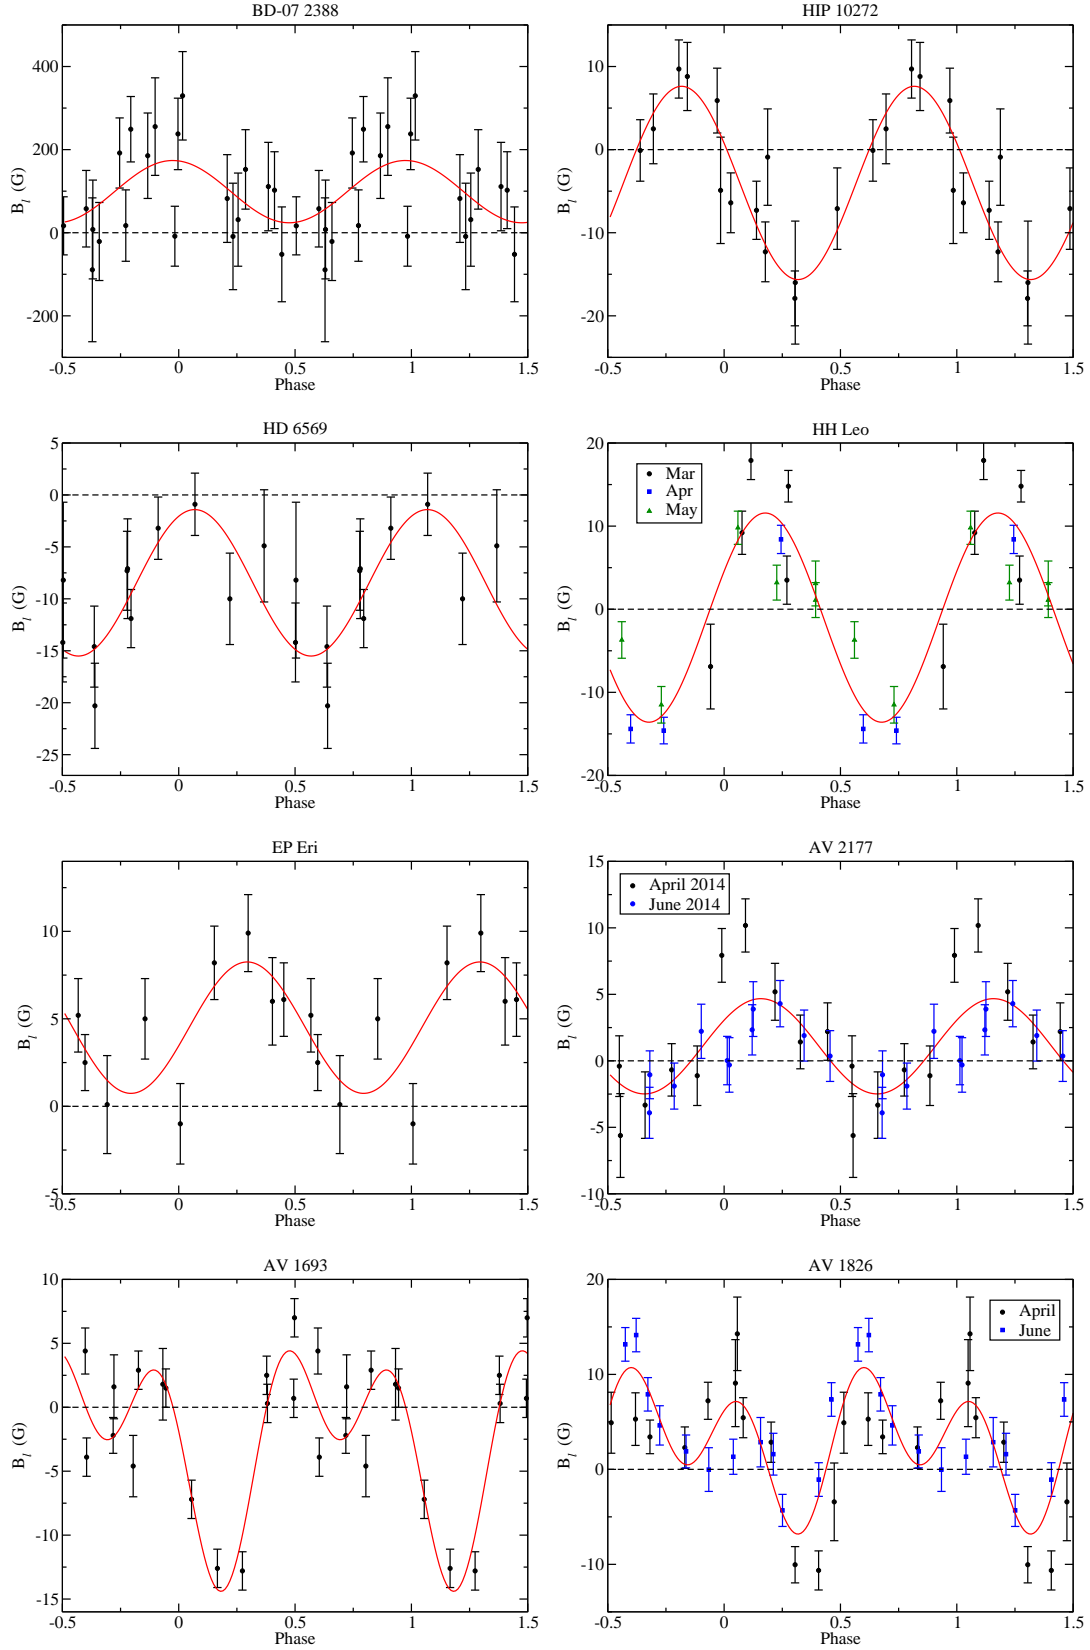 BD-07 2388
HIP 10272
400
200
0
-200
B_l (G)
-0.5 0 0.5 1 1.5
Phase
10
0
-10
-20
B_l (G)
-0.5 0 0.5 1 1.5
Phase
HD 6569
HH Leo
5
0
-5
-10
-15
-20
-25
B_l (G)
-0.5 0 0.5 1 1.5
Phase
20
10
0
-10
-20
B_l (G)
Mar
Apr
May
-0.5 0 0.5 1 1.5
Phase
EP Eri
AV 2177
10
5
0
-5
B_l (G)
-0.5 0 0.5 1 1.5
Phase
15
10
5
0
-5
-10
B_l (G)
April 2014
June 2014
-0.5 0 0.5 1 1.5
Phase
AV 1693
AV 1826
10
5
0
-5
-10
-15
B_l (G)
-0.5 0 0.5 1 1.5
Phase
20
10
0
-10
B_l (G)
April
June
-0.5 0 0.5 1 1.5
Phase